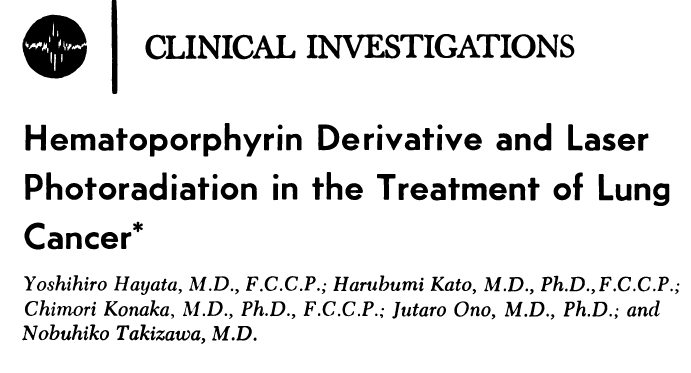 CLINICAL INVESTIGATIONS
Hematoporphyrin Derivative and Laser
Photoradiation in the Treatment of Lung
Cancer*
Yoshihiro Hayata, M.D., F.C.C.P.; Harubumi Kato, M.D., Ph.D., F.C.C.P.;
Chimori Konaka, M.D., Ph.D., F.C.C.P.; Jutaro Ono, M.D., Ph.D.; and
Nobuhiko Takizawa, M.D.